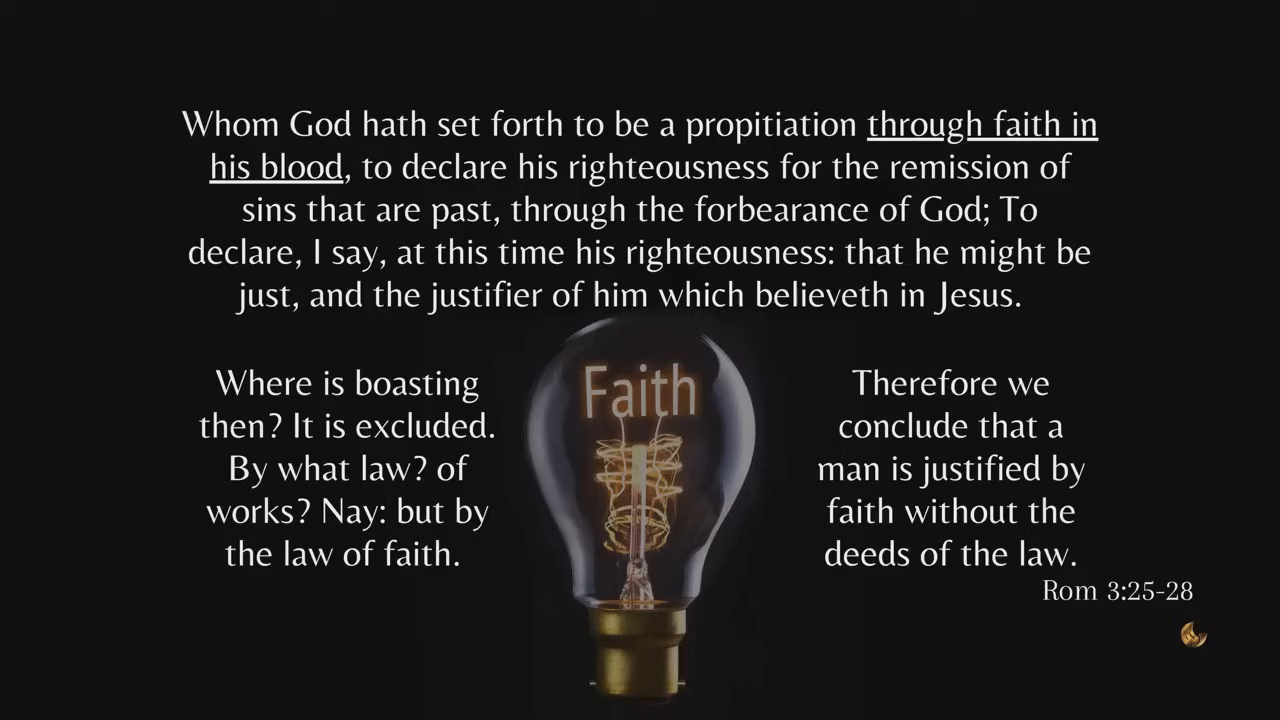 Whom God hath set forth to be a propitiation through faith in
his blood, to declare his righteousness for the remission of
sins that are past, through the forbearance of God; To
declare, I say, at this time his righteousness: that he might be
just, and the justifier of him which believeth in Jesus.
Faith
Where is boasting
then? It is excluded.
By what law? of
works? Nay: but by
the law of faith.
Therefore we
conclude that a
man is justified by
faith without the
deeds of the law.
Rom 3:25-28